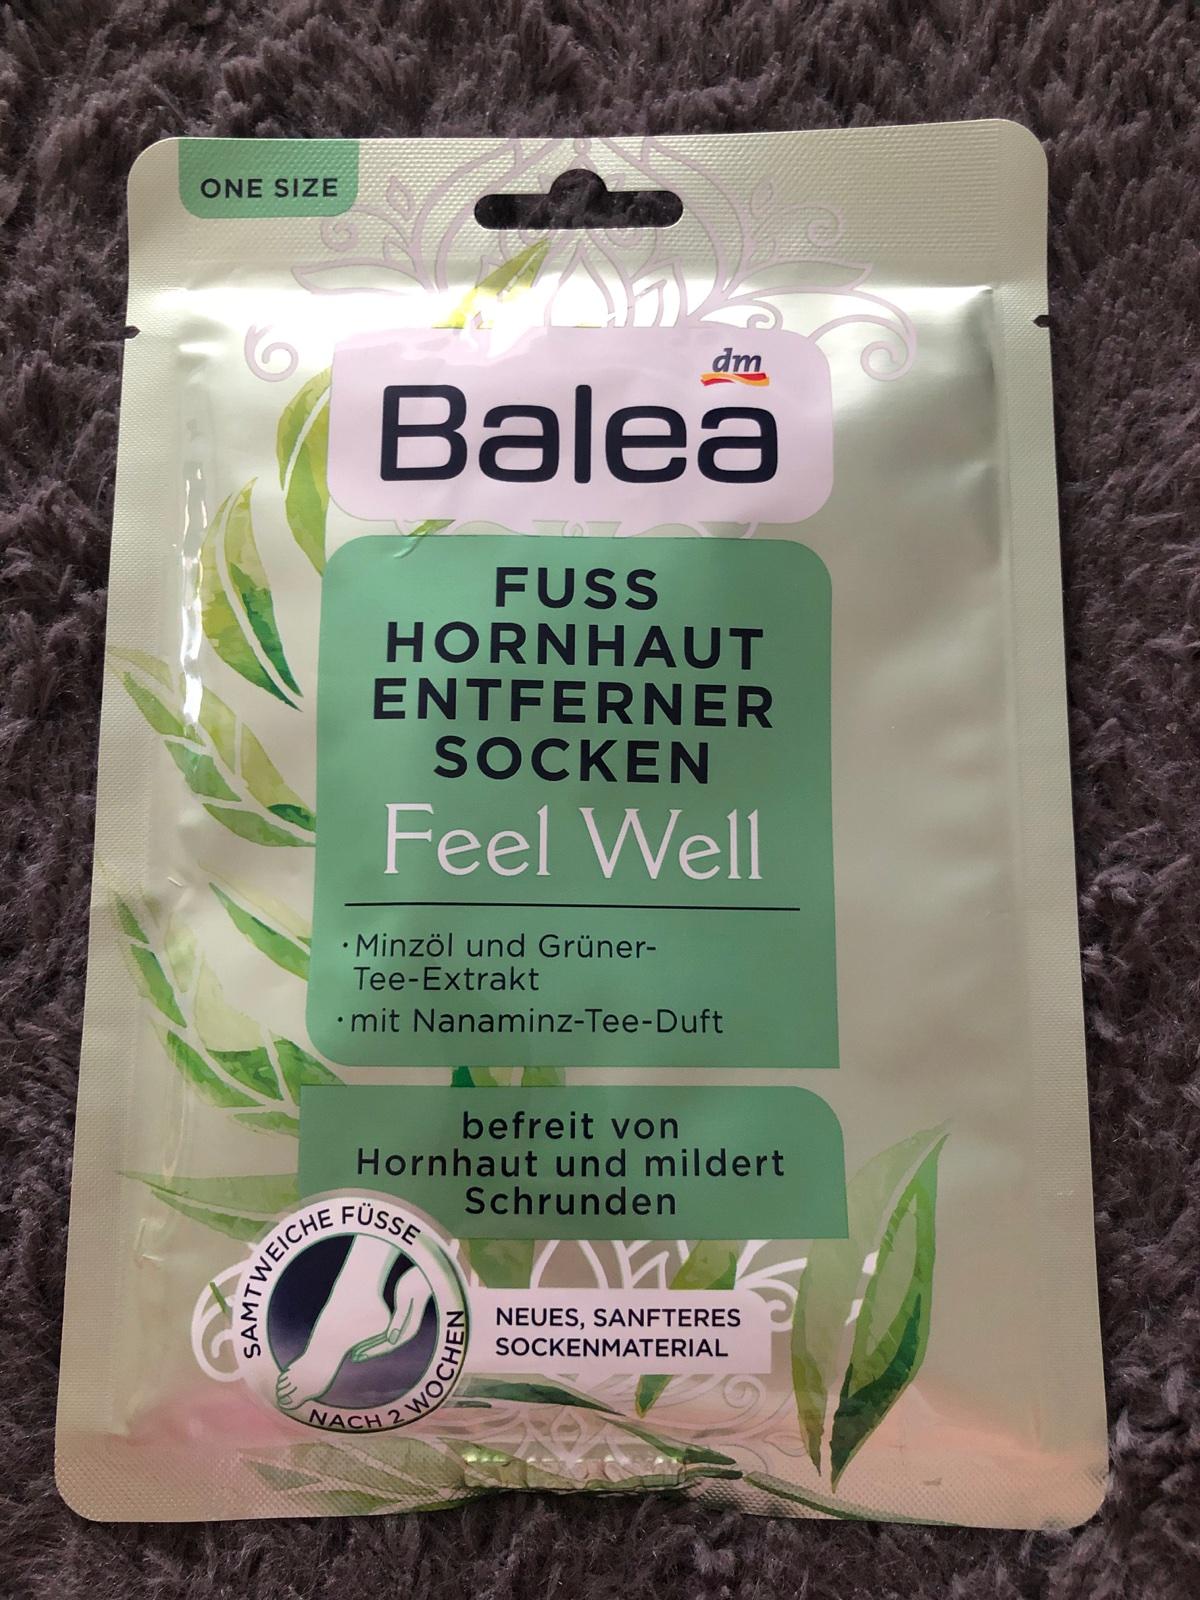 ONE SIZE
dm
Balea
FUSS
HORNHAUT
ENTFERNER
SOCKEN
Feel Well
· Minzöl und Grüner-
Tee-Extrakt
· mit Nanaminz-Tee-Duft
befreit von
Hornhaut und mildert
Schrunden
SAMTWEICHE FÜSSE
NACH 2 WOCHEN
NEUES, SANFTERES
SOCKENMATERIAL